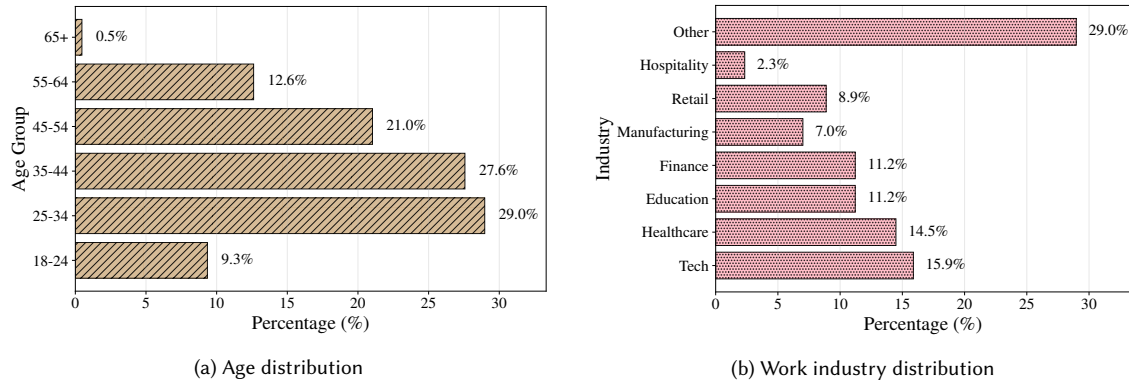 65+
0.5%
55-64
12.6%
45-54
21.0%
35-44
27.6%
25-34
29.0%
18-24
9.3%
Age Group
0 5 10 15 20 25 30
Percentage (%)
(a) Age distribution
Other
29.0%
Hospitality
2.3%
Retail
8.9%
Manufacturing
7.0%
Finance
11.2%
Education
11.2%
Healthcare
14.5%
Tech
15.9%
Industry
0 5 10 15 20 25 30
Percentage (%)
(b) Work industry distribution